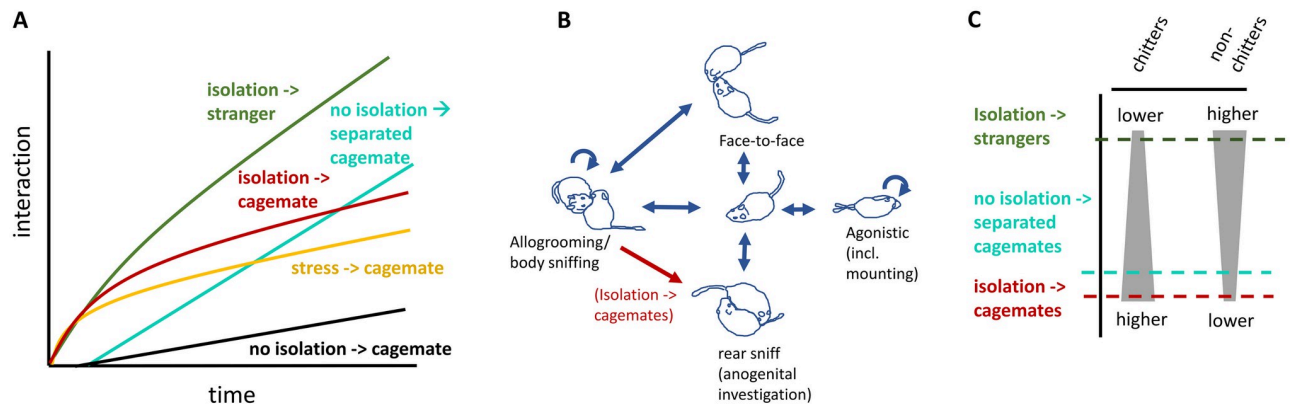 A
interaction
isolation ->
stranger
no isolation →
separated
cagemate
isolation ->
cagemate
stress -> cagemate
no isolation -> cagemate
time
B
Face-to-face
Allogrooming/
body sniffing
Agonistic
(incl.
mounting)
(Isolation ->
cagemates)
rear sniff
(anogenital
investigation)
C
chitters
non-
chitters
Isolation ->
strangers
lower
higher
no isolation ->
separated
cagemates
isolation ->
cagemates
higher
lower